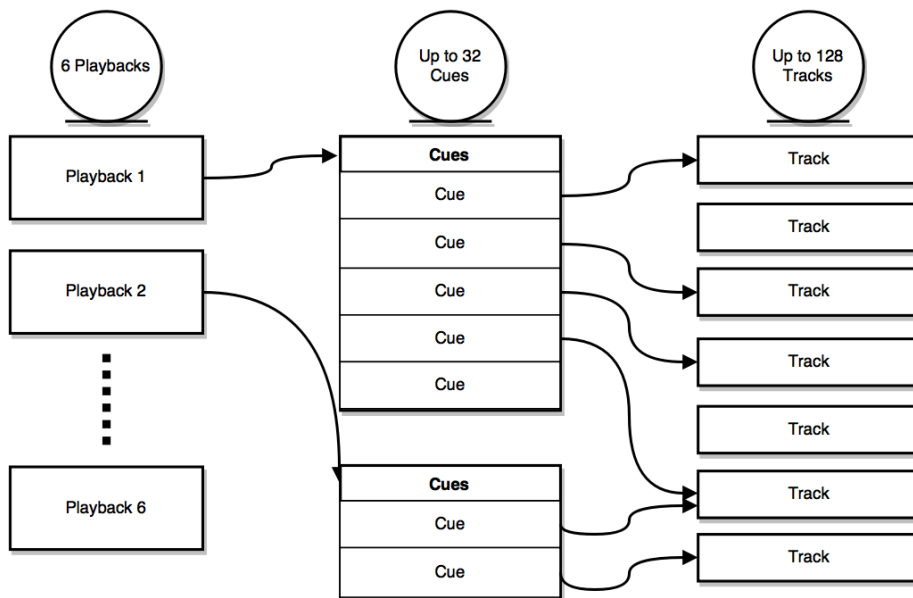 6 Playbacks
Up to 32
Cues
Up to 128
Tracks
Playback 1
Playback 2
Playback 6
Cues
Cue
Cue
Cue
Cue
Cue
Cues
Cue
Cue
Track
Track
Track
Track
Track
Track
Track